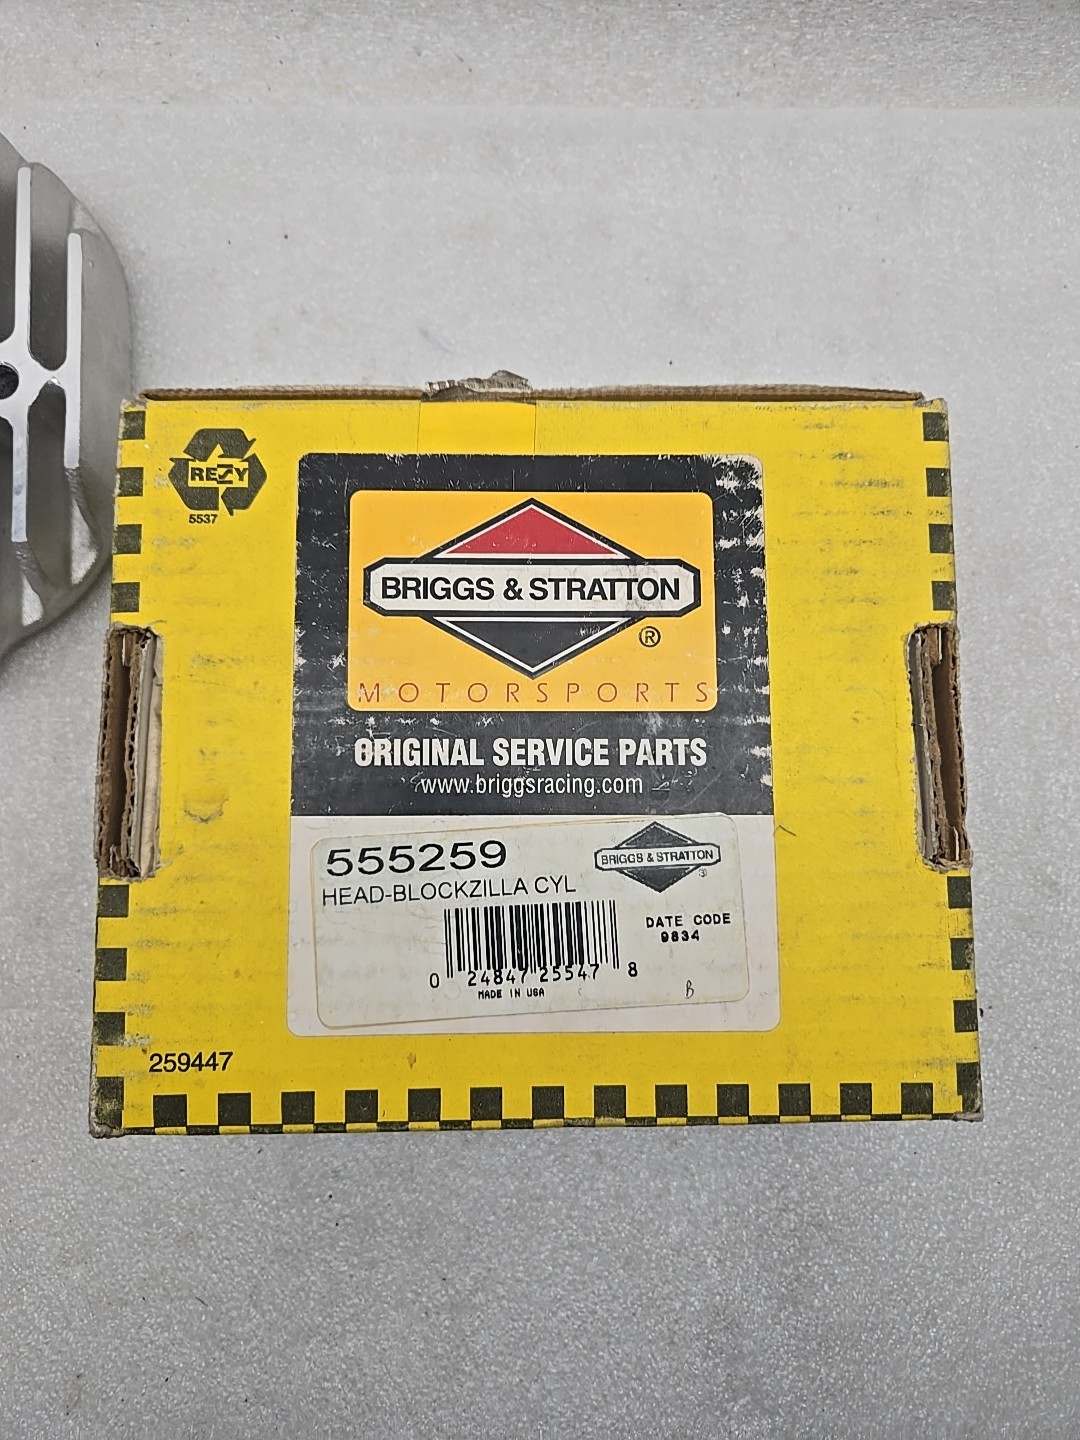 REZY
5537
BRIGGS & STRATTON
®
MOTORSPORTS
ORIGINAL SERVICE PARTS
www.briggsracing.com
555259
HEAD-BLOCKZILLA CYL
BRIGGS & STRATTON
®
DATE CODE
9834
0 24847 25547 8
MADE IN USA
B
259447